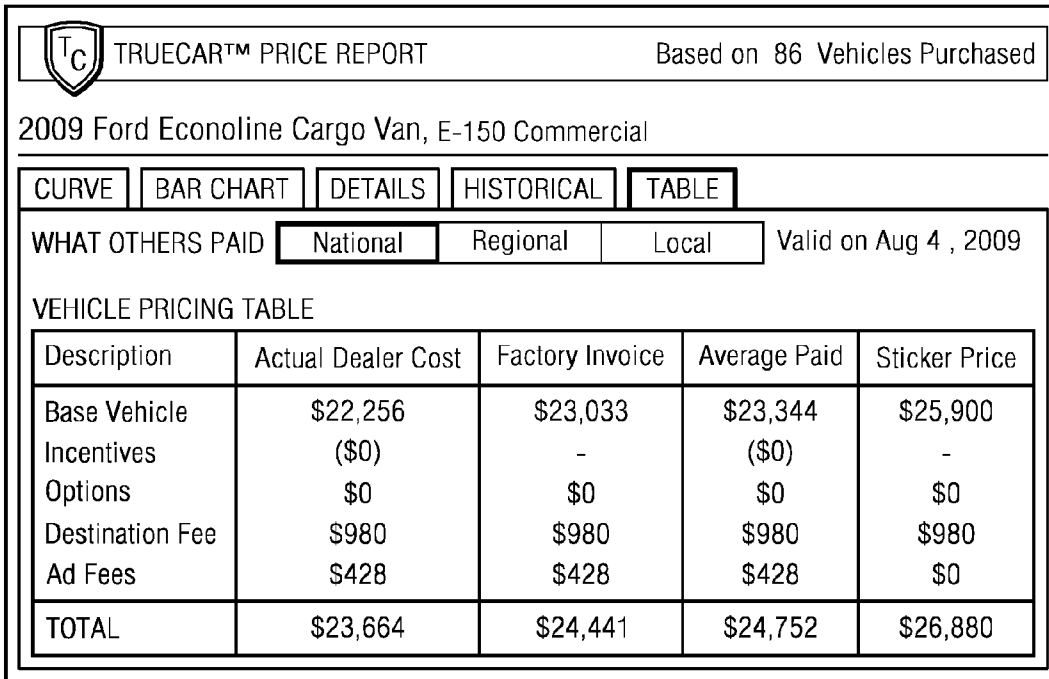 TC TRUECAR™ PRICE REPORT Based on 86 Vehicles Purchased
2009 Ford Econoline Cargo Van, E-150 Commercial
CURVE BAR CHART DETAILS HISTORICAL TABLE
WHAT OTHERS PAID National Regional Local Valid on Aug 4 , 2009
VEHICLE PRICING TABLE
Description Actual Dealer Cost Factory Invoice Average Paid Sticker Price
Base Vehicle $22,256 $23,033 $23,344 $25,900
Incentives ($0) - ($0) -
Options $0 $0 $0 $0
Destination Fee $980 $980 $980 $980
Ad Fees $428 $428 $428 $0
TOTAL $23,664 $24,441 $24,752 $26,880